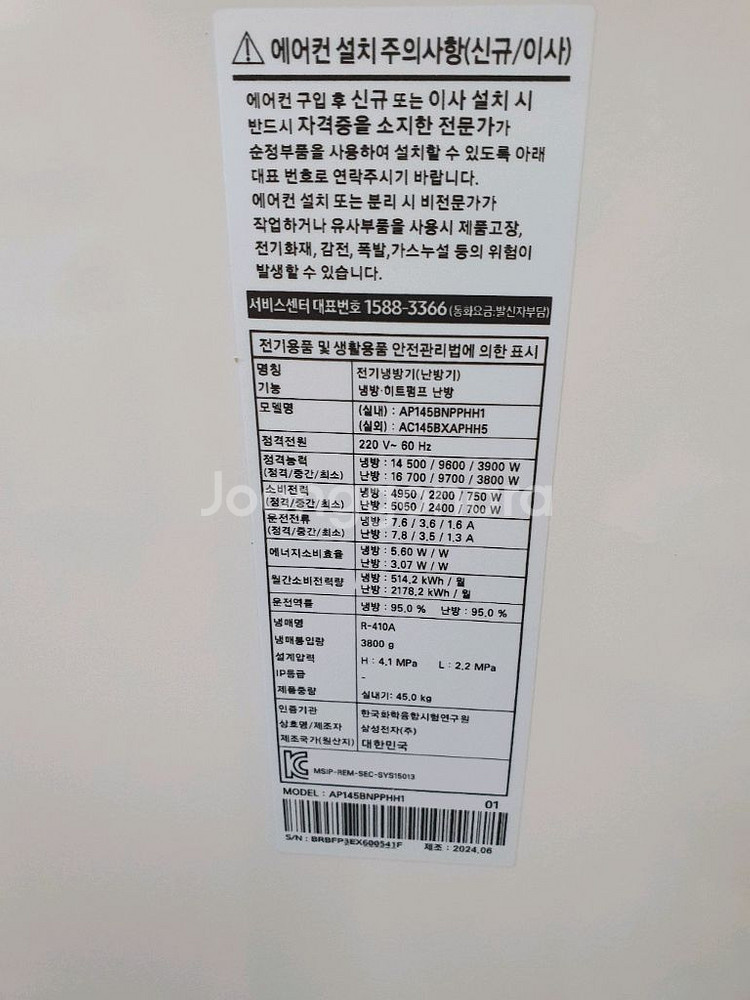 ⚠ 에어컨 설치 주의사항(신규/이사)
에어컨 구입 후 신규 또는 이사 설치 시
반드시 자격증을 소지한 전문가가
순정부품을 사용하여 설치할 수 있도록 아래
대표 번호로 연락주시기 바랍니다.
에어컨 설치 또는 분리 시 비전문가가
작업하거나 유사부품을 사용시 제품고장,
전기화재, 감전, 폭발,가스누설 등의 위험이
발생할 수 있습니다.
서비스센터 대표번호 1588-3366 (통화요금:발신자부담)
전기용품 및 생활용품 안전관리법에 의한 표시
명칭 전기냉방기(난방기)
기능 냉방·히트펌프 난방
모델명 (실내) : AP145BNPPHH1
(실외) : AC145BXAPHH5
정격전원 220 V~ 60 Hz
정격능력 냉방 : 14 500 / 9600 / 3900 W
(정격/중간/최소) 난방 : 16 700 / 9700 / 3800 W
소비전력 냉방 : 4950 / 2200 / 750 W
(정격/중간/최소) 난방 : 5050 / 2400 / 700 W
운전전류 냉방 : 7.6 / 3.6 / 1.6 A
(정격/중간/최소) 난방 : 7.8 / 3.5 / 1.3 A
에너지소비효율 냉방 : 5.60 W / W
난방 : 3.07 W / W
월간소비전력량 냉방 : 514.2 kWh / 월
난방 : 2178.2 kWh / 월
운전역률 냉방 : 95.0 % 난방 : 95.0 %
냉매명 R-410A
냉매봉입량 3800 g
설계압력 H : 4.1 MPa L : 2.2 MPa
IP등급 -
제품중량 실내기: 45.0 kg
인증기관 한국화학융합시험연구원
상호명/제조자 삼성전자(주)
제조국가(원산지) 대한민국
MSIP-REM-SEC-SYS15013
MODEL : AP145BNPPHH1 01
S/N : BRBFP3EX600541F 제조 : 2024.06